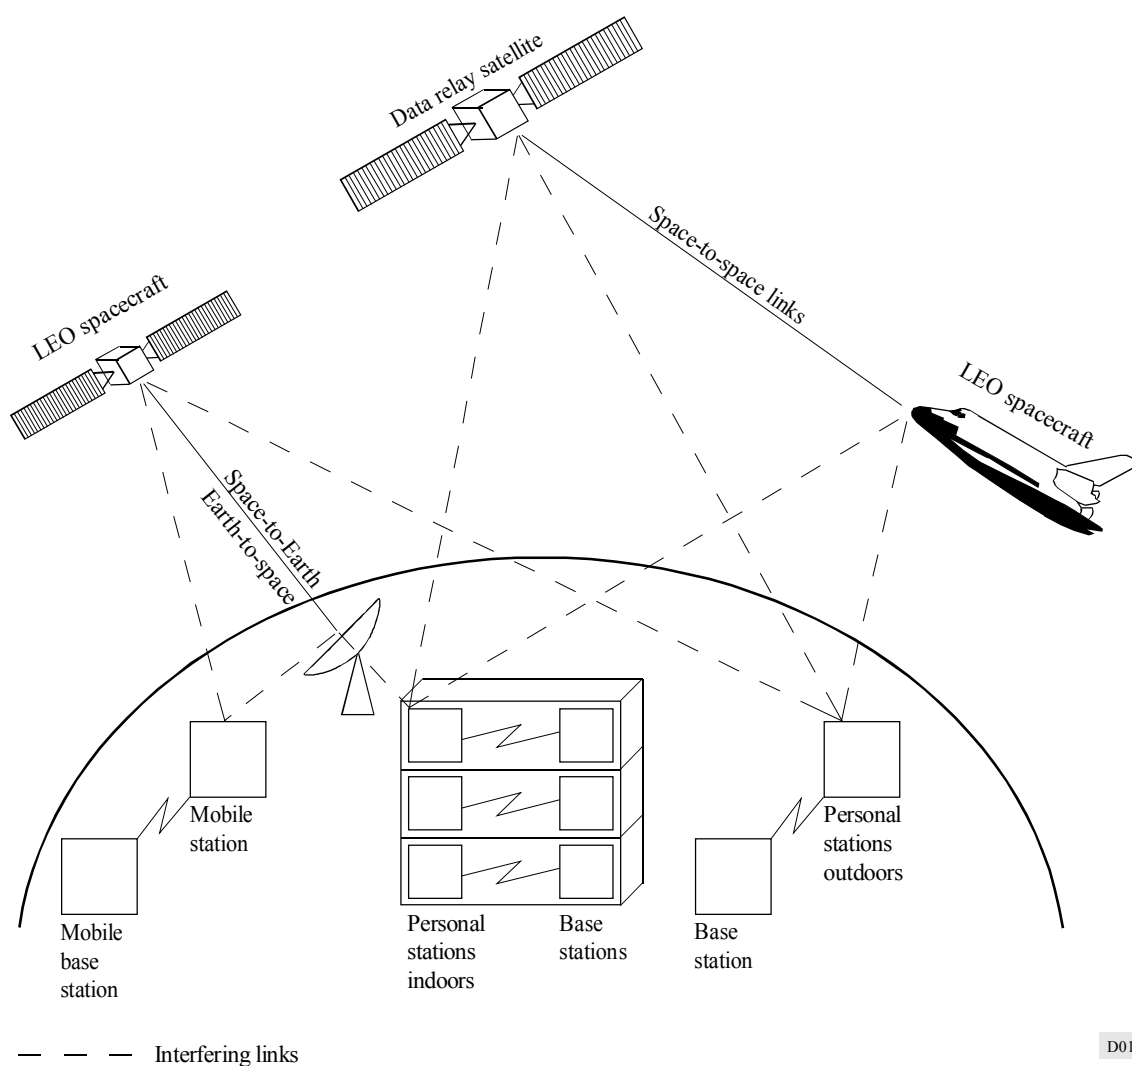 Data relay satellite
Space-to-space links
LEO spacecraft
LEO spacecraft
Space-to-Earth
Earth-to-space
Mobile
station
Personal
stations
outdoors
Mobile
base
station
Personal
stations
indoors
Base
stations
Base
station
Interfering links
D01